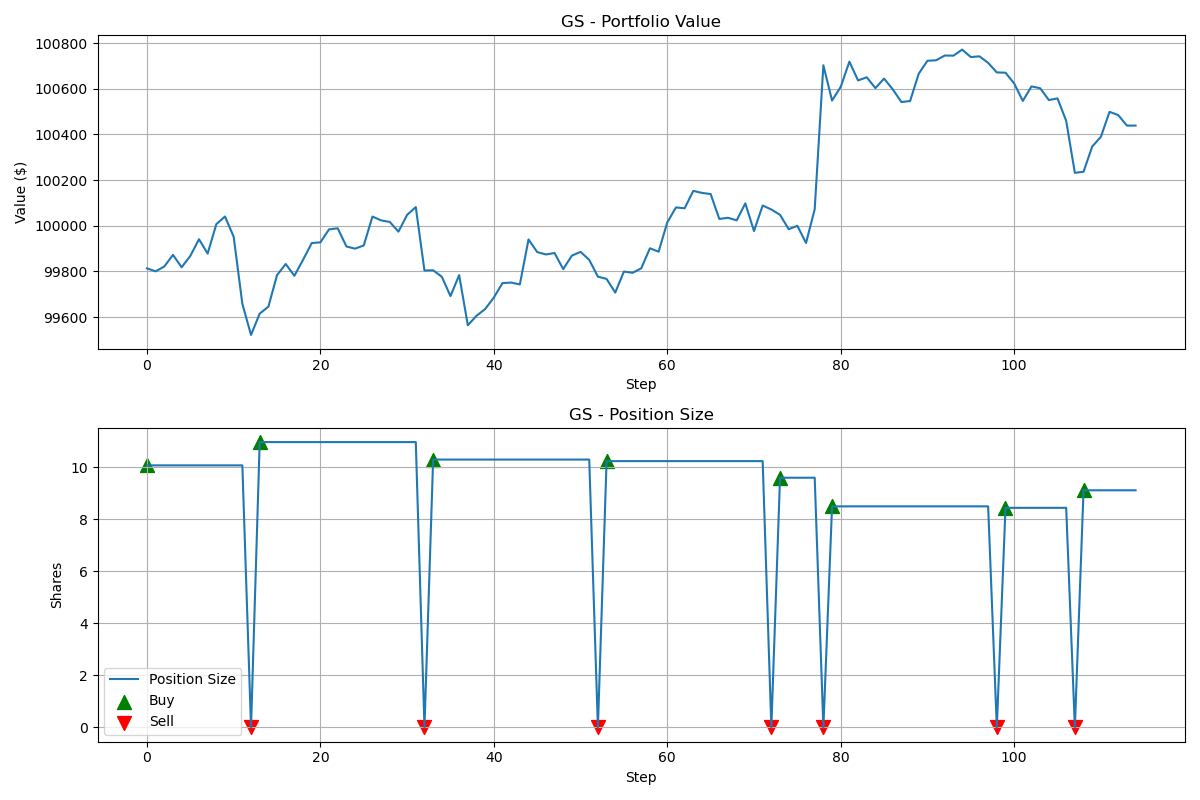 GS - Portfolio Value
100800
100600
100400
100200
100000
99800
99600
Value ($)
0 20 40 60 80 100
Step
GS - Position Size
10
8
6
4
2
0
Shares
Position Size
Buy
Sell
0 20 40 60 80 100
Step